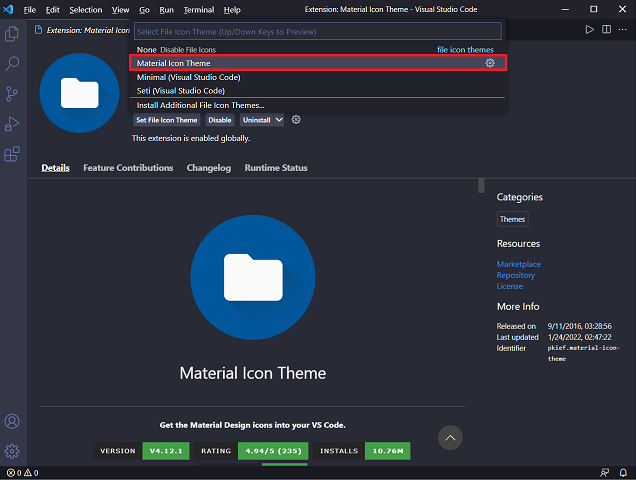 File Edit Selection View Go Run Terminal Help Extension: Material Icon Theme - Visual Studio Code
Extension: Material Icon
Select File Icon Theme (Up/Down Keys to Preview)
None Disable File Icons file icon themes
Material Icon Theme
Minimal (Visual Studio Code)
Seti (Visual Studio Code)
Install Additional File Icon Themes...
Set File Icon Theme Disable Uninstall
This extension is enabled globally.
Details Feature Contributions Changelog Runtime Status
Material Icon Theme
Get the Material Design icons into your VS Code.
VERSION V4.12.1 RATING 4.94/5 (235) INSTALLS 10.76M
Categories
Themes
Resources
Marketplace
Repository
License
More Info
Released on 9/11/2016, 03:28:56
Last updated 1/24/2022, 02:47:22
Identifier pkief.material-icon-
theme
0 0